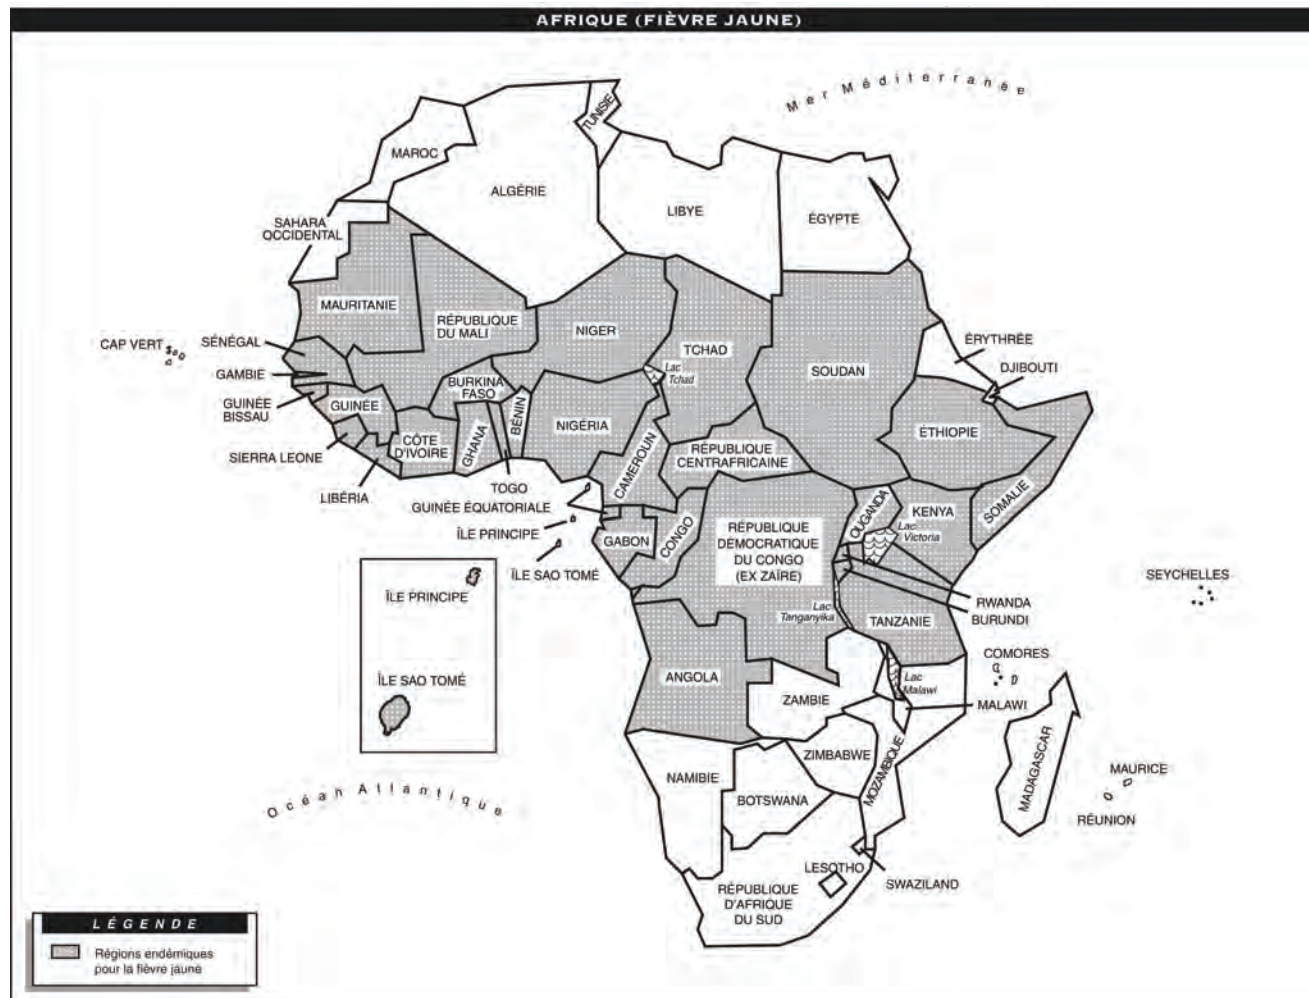 AFRIQUE (FIÈVRE JAUNE)
Mer Méditerranée
TUNISIE
MAROC
ALGÉRIE
LIBYE
ÉGYPTE
SAHARA
OCCIDENTAL
MAURITANIE
RÉPUBLIQUE
DU MALI
NIGER
TCHAD
SOUDAN
ÉRYTHRÉE
DJIBOUTI
CAP VERT
SÉNÉGAL
GAMBIE
GUINÉE
BISSAU
GUINÉE
SIERRA LEONE
LIBÉRIA
CÔTE
D'IVOIRE
BURKINA
FASO
GHANA
BÉNIN
TOGO
NIGÉRIA
Lac
Tchad
CAMEROUN
RÉPUBLIQUE
CENTRAFRICAINE
ÉTHIOPIE
SOMALIE
GUINÉE ÉQUATORIALE
ÎLE PRINCIPE
ÎLE SAO TOMÉ
GABON
CONGO
RÉPUBLIQUE
DÉMOCRATIQUE
DU CONGO
(EX ZAÏRE)
OUGANDA
KENYA
Lac
Victoria
RWANDA
BURUNDI
Lac
Tanganyika
TANZANIE
SEYCHELLES
COMORES
ÎLE PRINCIPE
ÎLE SAO TOMÉ
ANGOLA
ZAMBIE
Lac
Malawi
MALAWI
MOZAMBIQUE
ZIMBABWE
NAMIBIE
BOTSWANA
MADAGASCAR
MAURICE
RÉUNION
Océan Atlantique
LESOTHO
SWAZILAND
RÉPUBLIQUE
D'AFRIQUE
DU SUD
LÉGENDE
Régions endémiques
pour la fièvre jaune